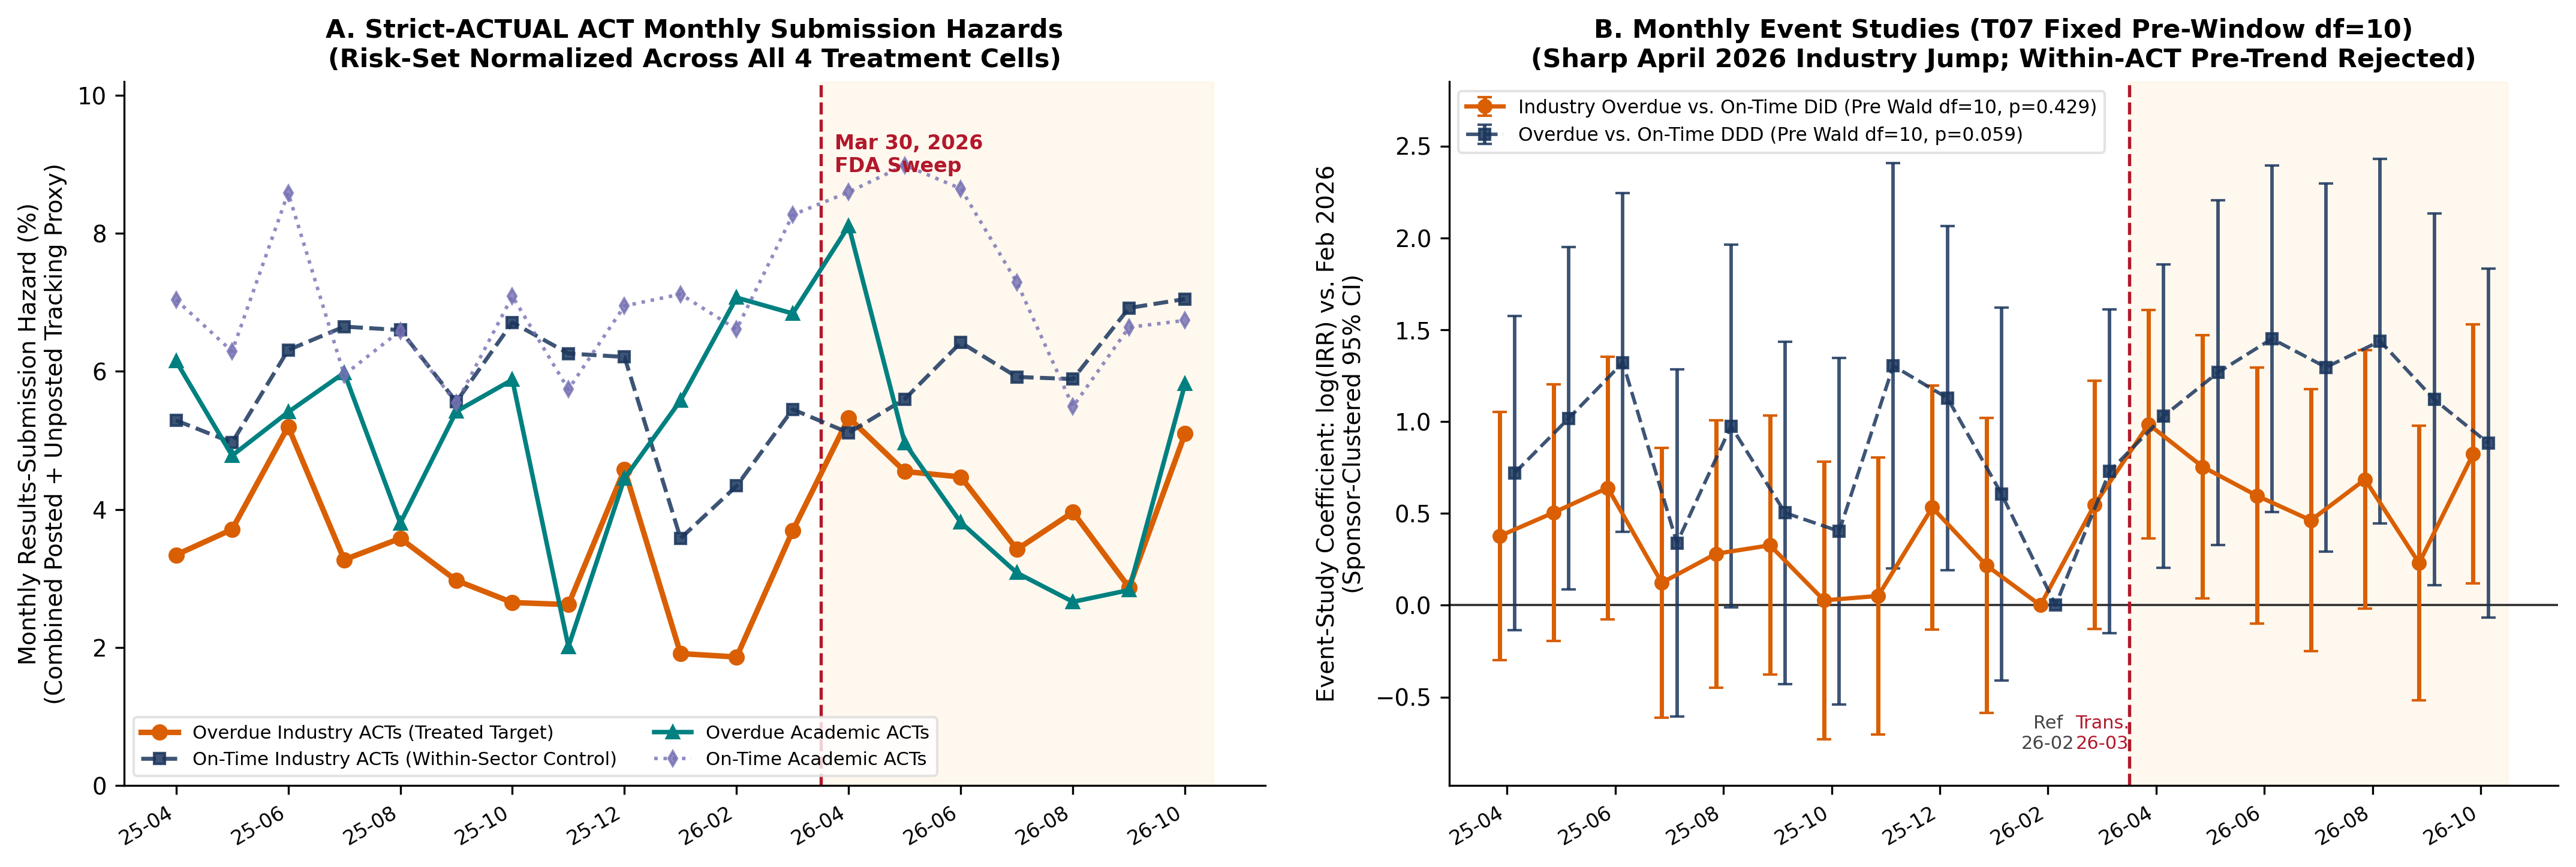 A. Strict-ACTUAL ACT Monthly Submission Hazards
(Risk-Set Normalized Across All 4 Treatment Cells)
Monthly Results-Submission Hazard (%)
(Combined Posted + Unposted Tracking Proxy)
10
8
6
4
2
0
Mar 30, 2026
FDA Sweep
Overdue Industry ACTs (Treated Target)
On-Time Industry ACTs (Within-Sector Control)
Overdue Academic ACTs
On-Time Academic ACTs
25-04
25-06
25-08
25-10
25-12
26-02
26-04
26-06
26-08
26-10
B. Monthly Event Studies (T07 Fixed Pre-Window df=10)
(Sharp April 2026 Industry Jump; Within-ACT Pre-Trend Rejected)
Event-Study Coefficient: log(IRR) vs. Feb 2026
(Sponsor-Clustered 95% CI)
Industry Overdue vs. On-Time DiD (Pre Wald df=10, p=0.429)
Overdue vs. On-Time DDD (Pre Wald df=10, p=0.059)
2.5
2.0
1.5
1.0
0.5
0.0
−0.5
Ref
26-02
Trans.
26-03
25-04
25-06
25-08
25-10
25-12
26-02
26-04
26-06
26-08
26-10